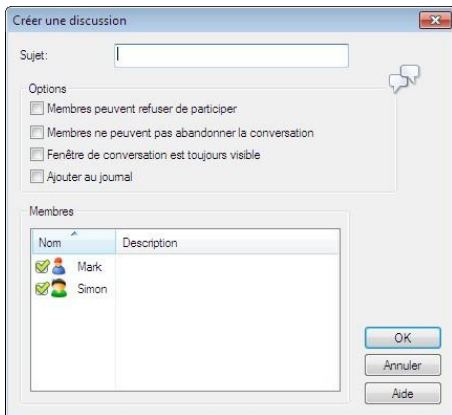 Créer une discussion
Sujet:
Options
Membres peuvent refuser de participer
Membres ne peuvent pas abandonner la conversation
Fenêtre de conversation est toujours visible
Ajouter au journal
Membres
Nom Description
Mark
Simon
OK
Annuler
Aide